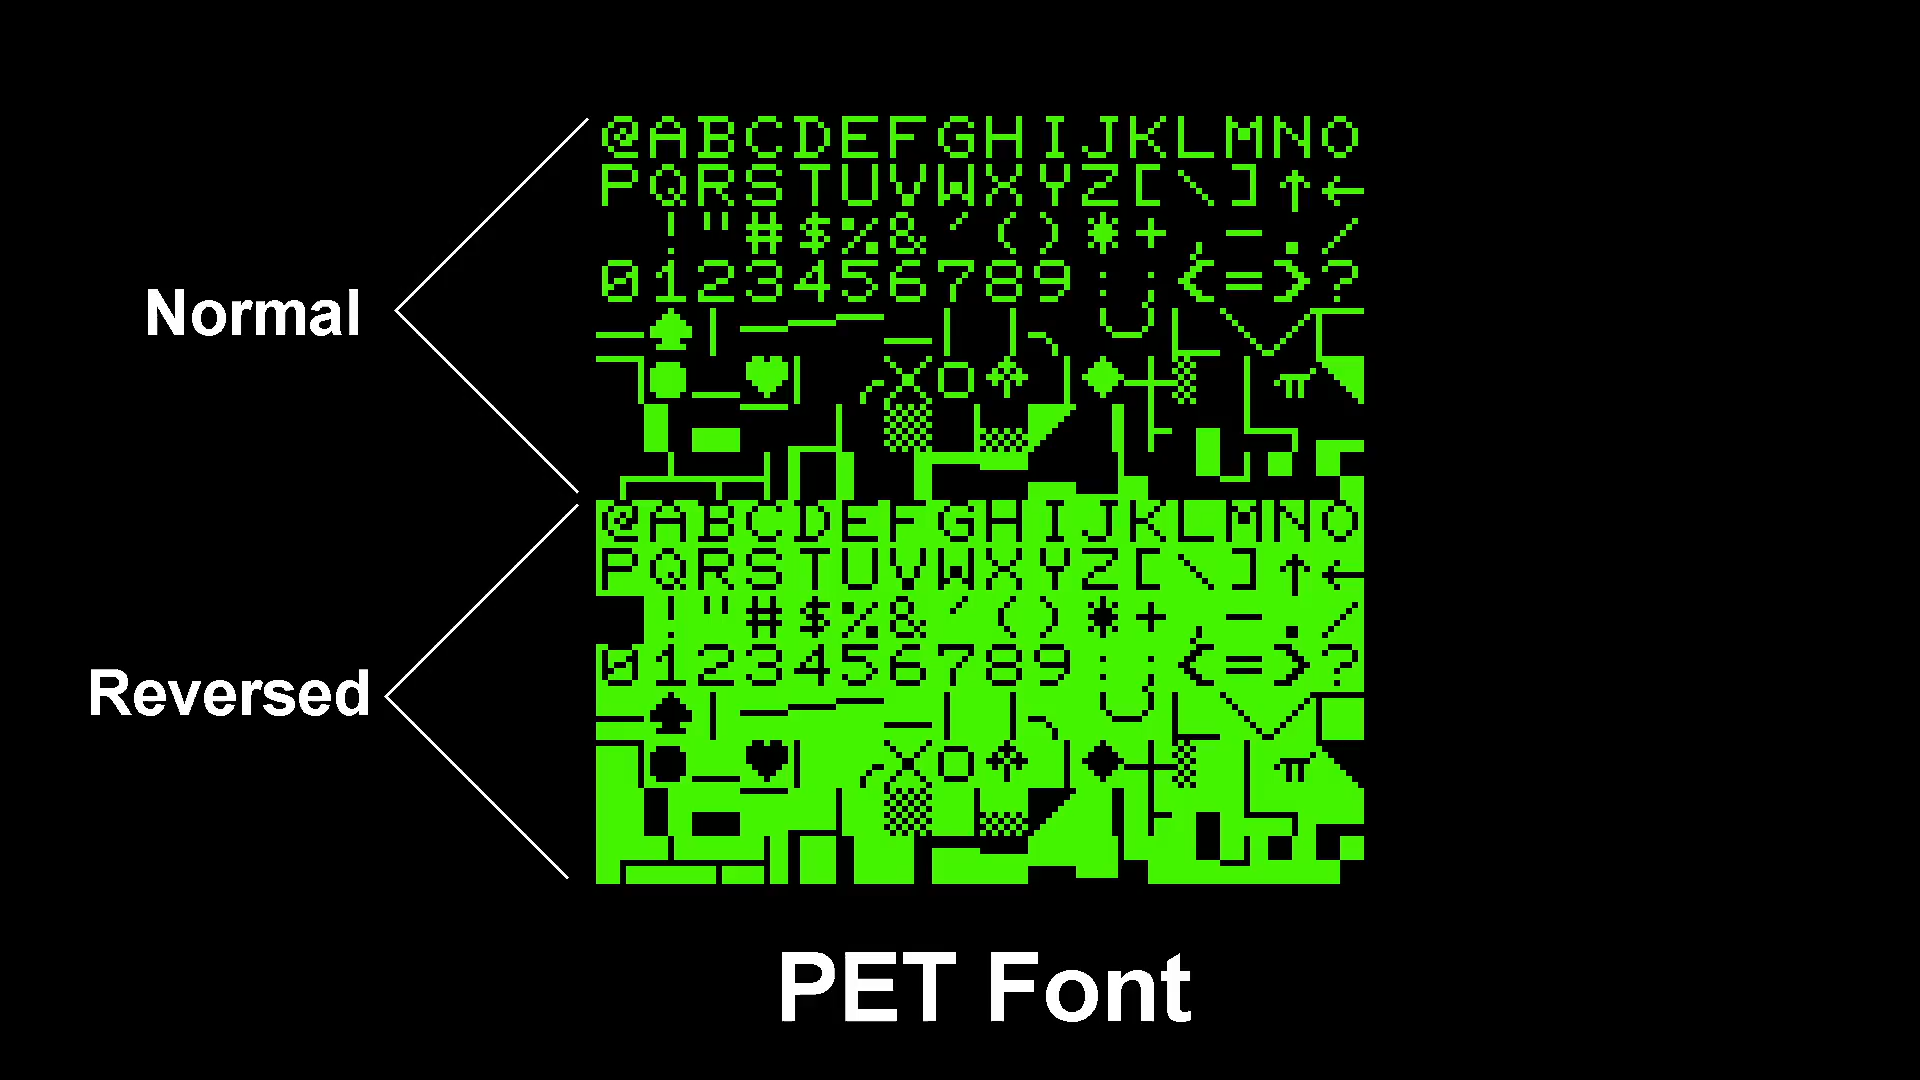 @ABCDEFGHIJKLMNO
PQRSTUVWXYZ[\]↑←
!"#$%&'()*+,-./
0123456789:;<=>?
Normal
@ABCDEFGHIJKLMNO
PQRSTUVWXYZ[\]↑←
!"#$%&'()*+,-./
0123456789:;<=>?
Reversed
PET Font